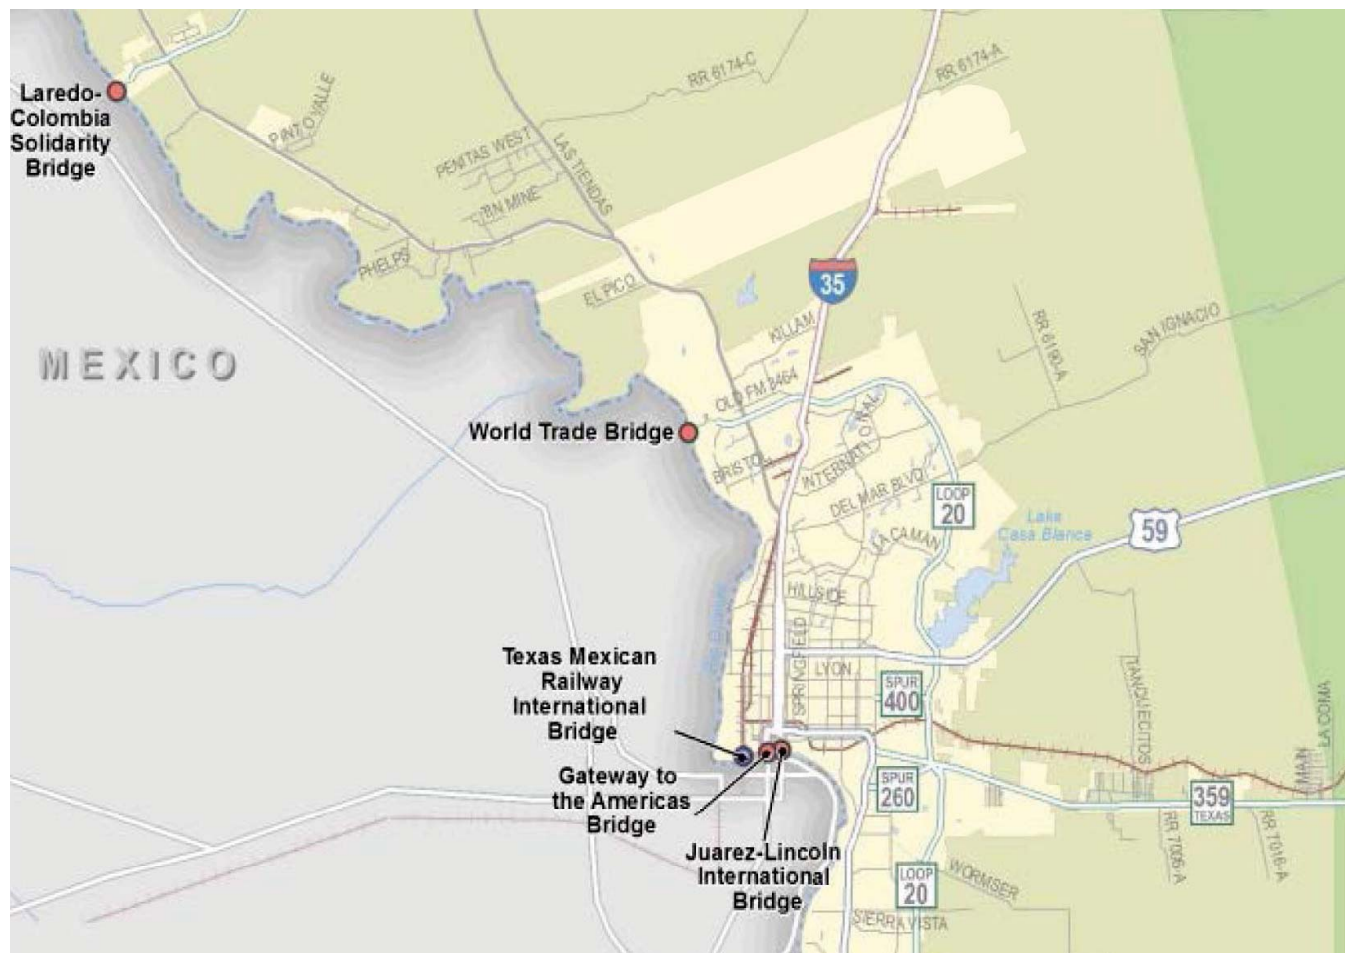 RR 6174-C
RR 6174-A
Laredo-
Colombia
Solidarity
Bridge
PINTO VALLE
PENITAS WEST
LAS TIENDAS
TIN MINE
PHELPS
EL PICO
35
KILLAM
RR 6190-A
SAN IGNACIO
MEXICO
OLD FM 3464
World Trade Bridge
BRISTOL
INTERNATIONAL
DEL MAR BLVD
LOOP
20
Lake
Casa Blanca
59
LA CAMAN
HILLSIDE
SPRINGFIELD
LYON
Texas Mexican
Railway
International
Bridge
SPUR
400
TANQUECITOS
LA COMA
MAIN
Gateway to
the Americas
Bridge
SPUR
260
359
TEXAS
RR 7006-A
RR 7016-A
Juarez-Lincoln
International
Bridge
LOOP
20
WORMSER
SIERRA VISTA